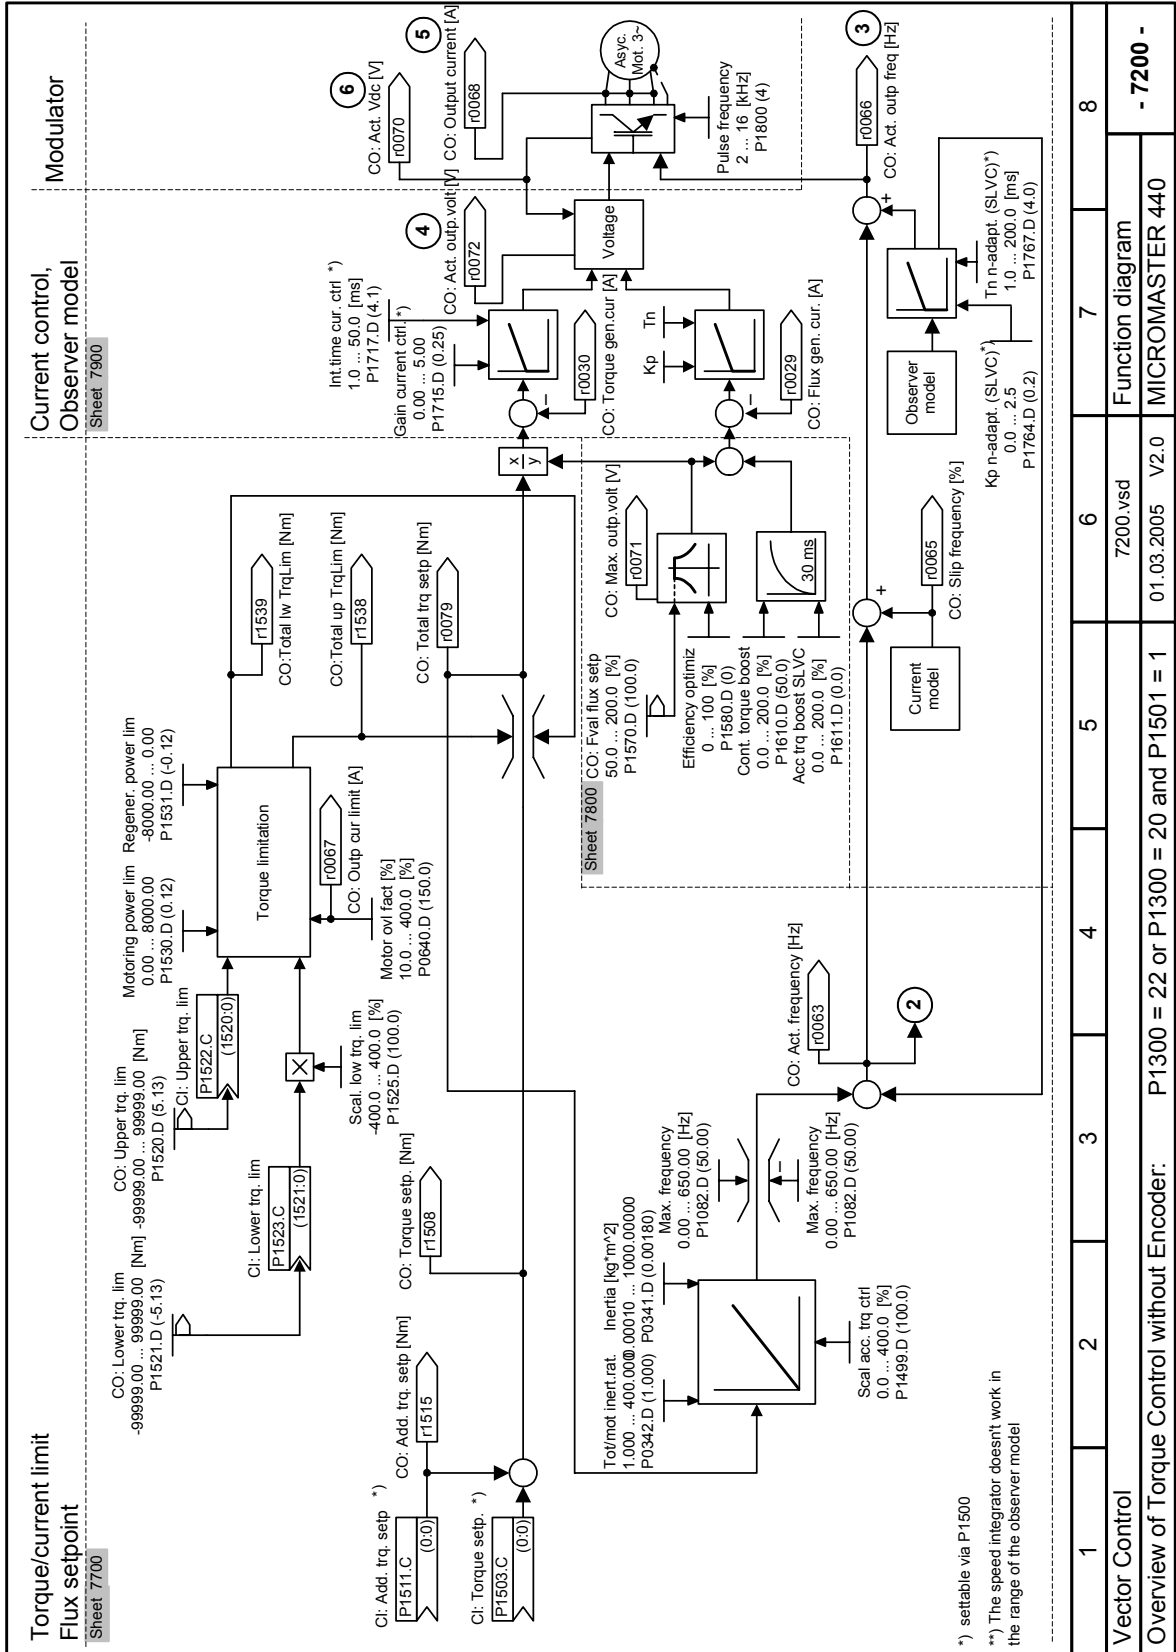 Torque/current limit
Flux setpoint
Sheet 7700
Current control,
Observer model
Sheet 7900
Modulator
CO: Lower trq. lim
-99999.00 ... 99999.00 [Nm]
P1521.D (-5.13)
CO: Upper trq. lim
-99999.00 ... 99999.00 [Nm]
P1520.D (5.13)
CI: Lower trq. lim
P1523.C
(1521:0)
CI: Upper trq. lim
P1522.C
(1520:0)
Scal. low trq. lim
-400.0 ... 400.0 [%]
P1525.D (100.0)
Motoring power lim
0.00 ... 8000.00
P1530.D (0.12)
Regener. power lim
-8000.00 ... 0.00
P1531.D (-0.12)
Torque limitation
r0067
CO: Outp cur limit [A]
Motor ovl fact [%]
10.0 ... 400.0 [%]
P0640.D (150.0)
r1539
CO:Total lw TrqLim [Nm]
r1538
CO:Total up TrqLim [Nm]
CO: Total trq setp [Nm]
r0079
CI: Add. trq. setp *)
P1511.C
(0:0)
CO: Add. trq. setp [Nm]
r1515
CI: Torque setp. *)
P1503.C
(0:0)
CO: Torque setp. [Nm]
r1508
x
y
Int.time cur. ctrl *)
1.0 ... 50.0 [ms]
P1717.D (4.1)
Gain current ctrl. *)
0.00 ... 5.00
P1715.D (0.25)
r0030
CO: Torque gen.cur [A]
Kp
Tn
r0029
CO: Flux gen. cur. [A]
4
CO: Act. outp.volt [V]
r0072
Voltage
6
CO: Act. Vdc [V]
r0070
5
CO: Output current [A]
r0068
Asyc.
Mot. 3~
Pulse frequency
2 ... 16 [kHz]
P1800 (4)
3
CO: Act. outp freq [Hz]
r0066
Sheet 7800
CO: Fval flux setp
50.0 ... 200.0 [%]
P1570.D (100.0)
CO: Max. outp.volt [V]
r0071
Efficiency optimiz
0 ... 100 [%]
P1580.D (0)
Cont. torque boost
0.0 ... 200.0 [%]
P1610.D (50.0)
Acc trq boost SLVC
0.0 ... 200.0 [%]
P1611.D (0.0)
30 ms
Tot/mot inert.rat.
1.000 ... 400.000
P0342.D (1.000)
Inertia [kg*m^2]
0.00010 ... 1000.00000
P0341.D (0.00180)
Scal acc. trq ctrl
0.0 ... 400.0 [%]
P1499.D (100.0)
Max. frequency
0.00 ... 650.00 [Hz]
P1082.D (50.00)
Max. frequency
0.00 ... 650.00 [Hz]
P1082.D (50.00)
CO: Act. frequency [Hz]
r0063
2
Current
model
r0065
CO: Slip frequency [%]
Observer
model
Kp n-adapt. (SLVC)*)
0.0 ... 2.5
P1764.D (0.2)
Tn n-adapt. (SLVC)*)
1.0 ... 200.0 [ms]
P1767.D (4.0)
*) settable via P1500
**) The speed integrator doesn't work in
the range of the observer model
1 2 3 4 5 6 7 8
Vector Control
7200.vsd
Function diagram
- 7200 -
Overview of Torque Control without Encoder: P1300 = 22 or P1300 = 20 and P1501 = 1
01.03.2005 V2.0
MICROMASTER 440